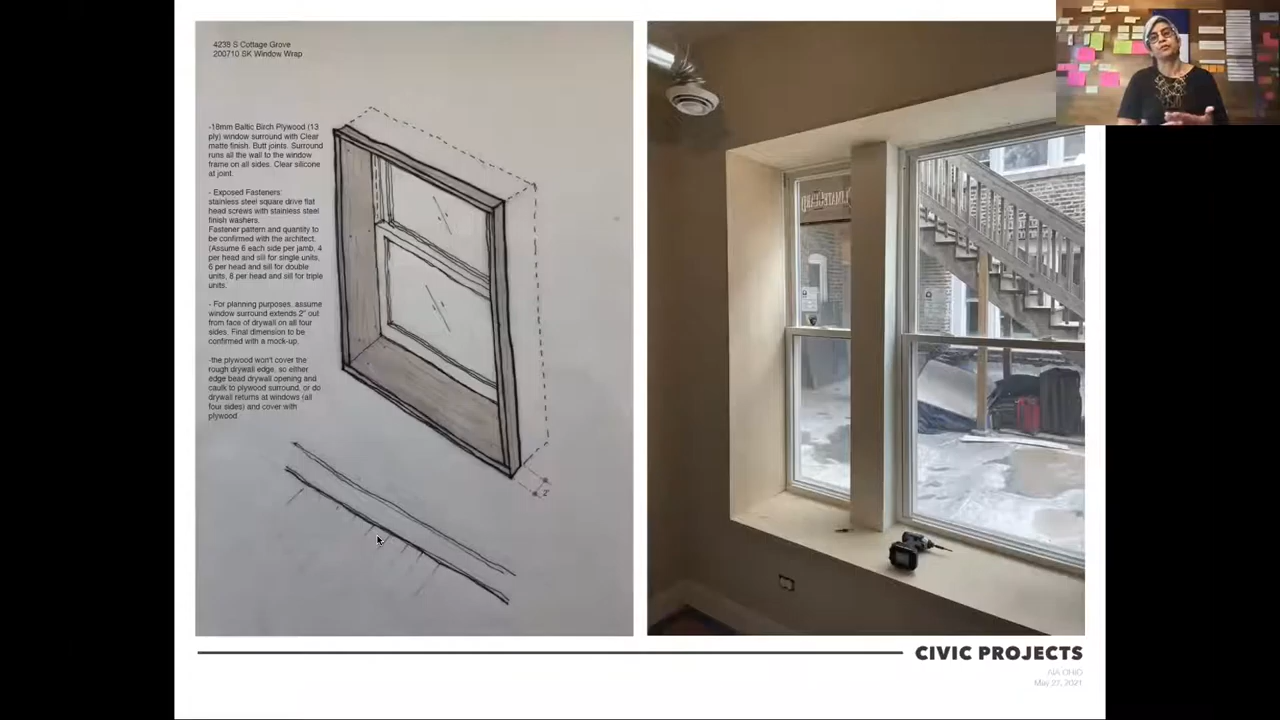 4238 S Cottage Grove
200710 SK Window Wrap
-18mm Baltic Birch Plywood (13
ply) window surround with Clear
matte finish. Butt joints. Surround
runs all the wall to the window
frame on all sides. Clear silicone
at joint.
- Exposed Fasteners:
stainless steel square drive flat
head screws with stainless steel
finish washers.
Fastener pattern and quantity to
be confirmed with the architect.
(Assume 6 each side per jamb, 4
per head and sill for single units,
6 per head and sill for double
units, 8 per head and sill for triple
units.
- For planning purposes, assume
window surround extends 2" out
from face of drywall on all four
sides. Final dimension to be
confirmed with a mock-up.
-the plywood won't cover the
rough drywall edge, so either
edge bead drywall opening and
caulk to plywood surround, or do
drywall returns at windows (all
four sides) and cover with
plywood
2"
CIVIC PROJECTS
AIA OHIO
May 27, 2021